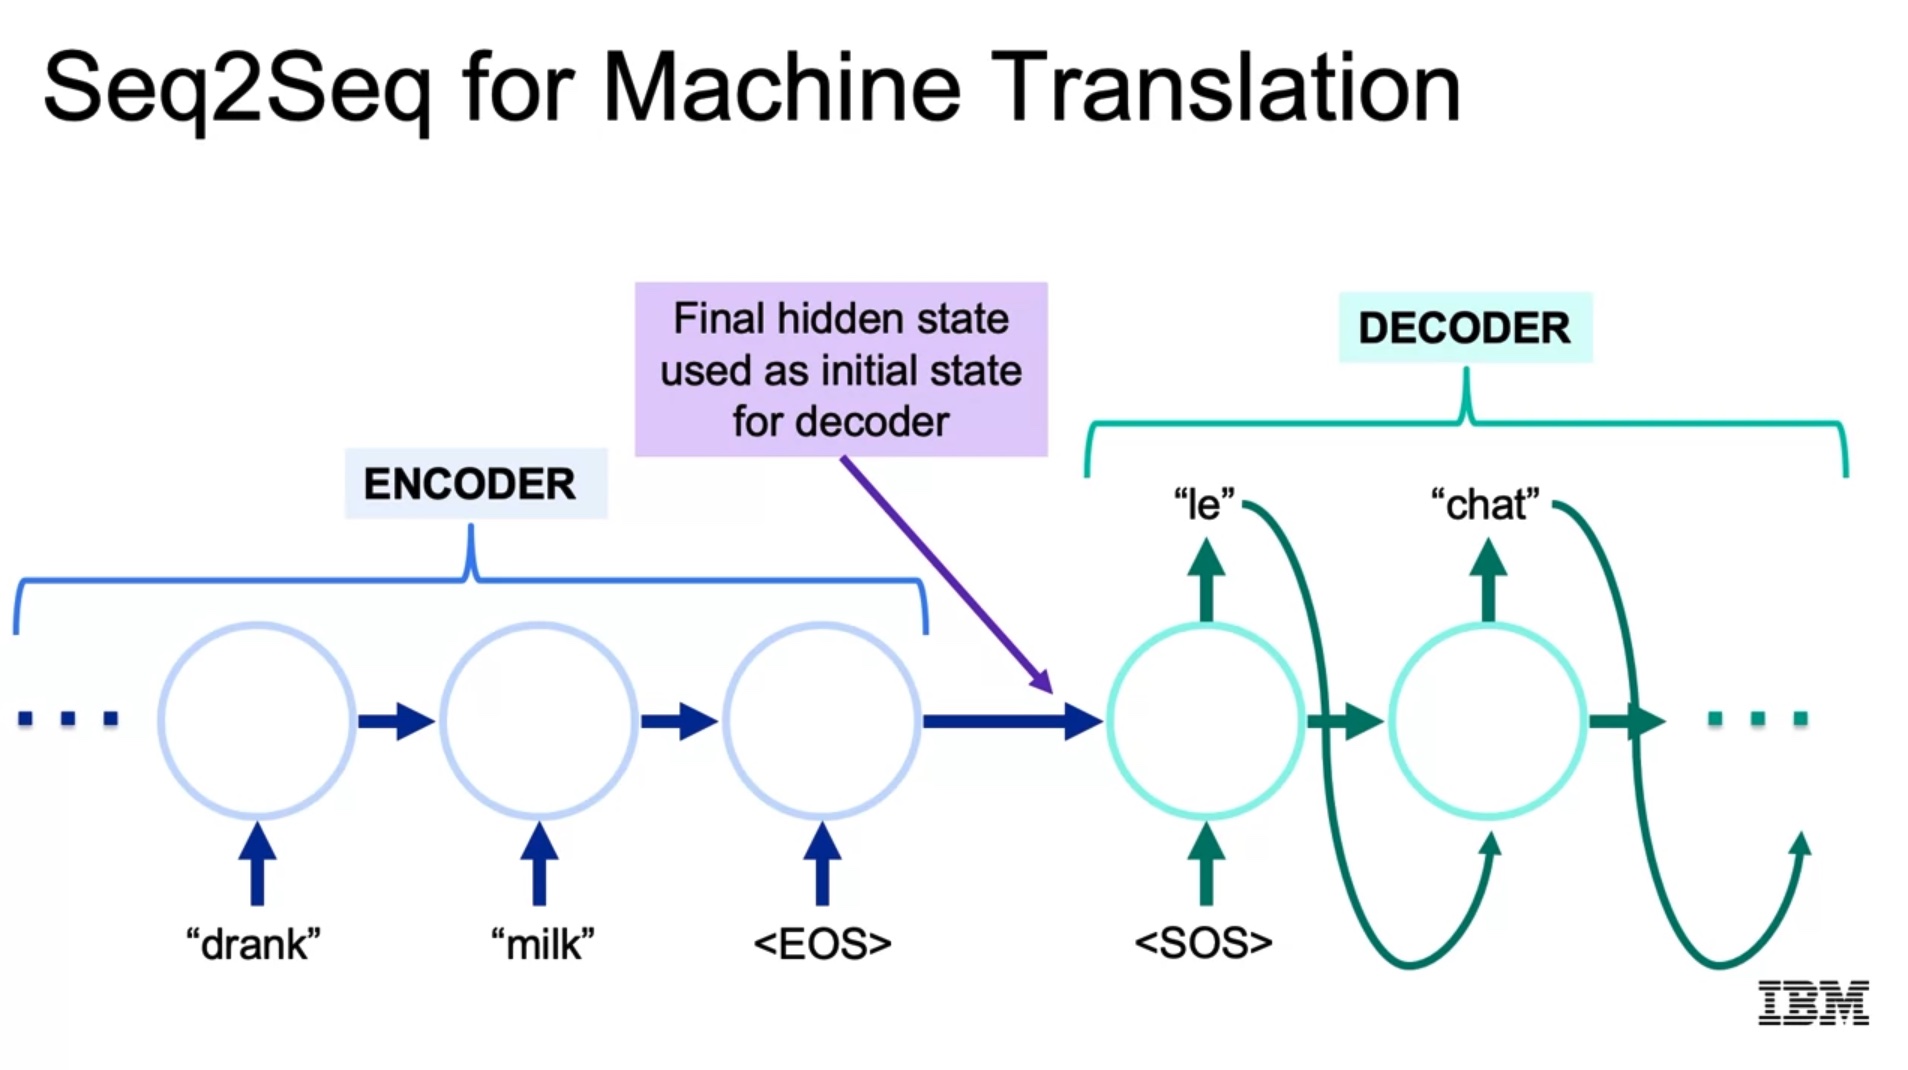 Seq2Seq for Machine Translation
Final hidden state
used as initial state
for decoder
DECODER
ENCODER
“le”
“chat”
“drank”
“milk”
<EOS>
<SOS>
IBM